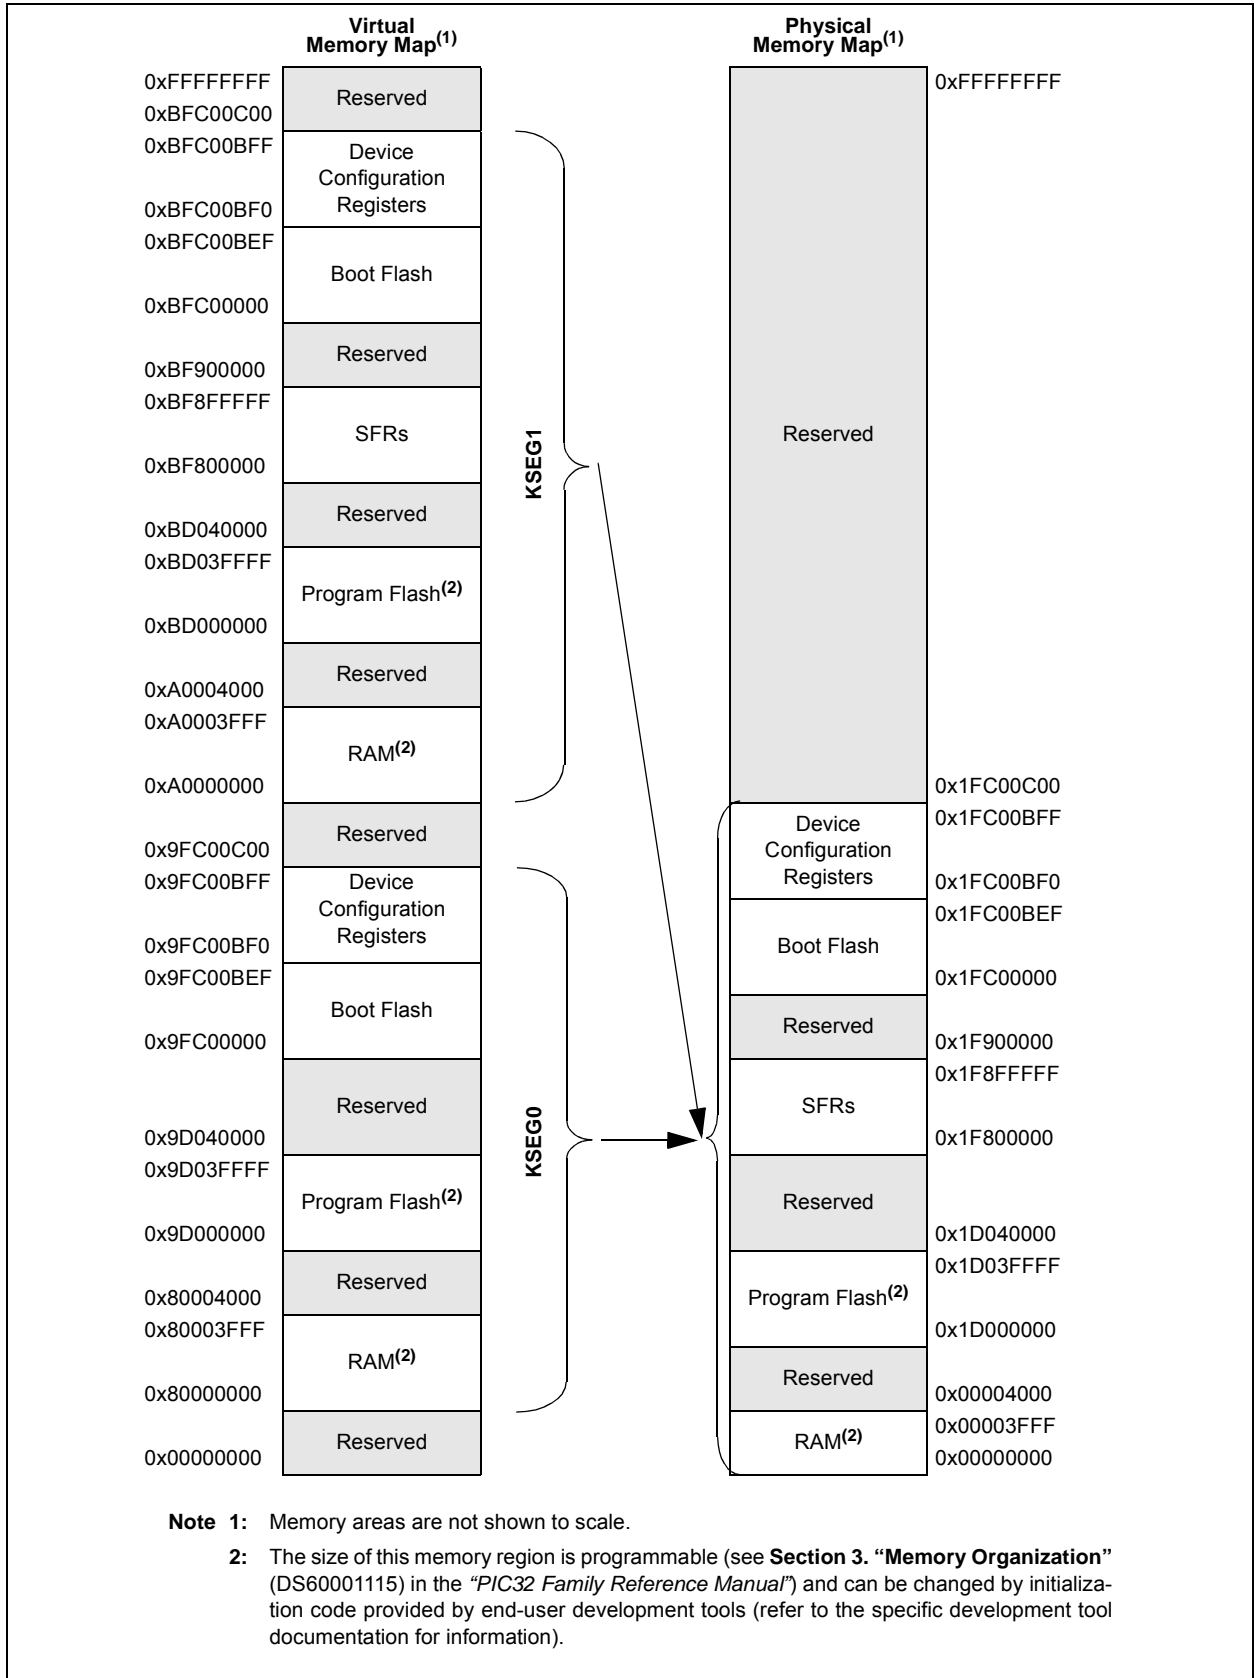 Virtual
Memory Map(1)
Physical
Memory Map(1)
0xFFFFFFFF
Reserved
0xBFC00C00
0xBFC00BFF
Device
Configuration
Registers
0xBFC00BF0
0xBFC00BEF
Boot Flash
0xBFC00000
Reserved
0xBF900000
0xBF8FFFFF
SFRs
0xBF800000
Reserved
0xBD040000
0xBD03FFFF
Program Flash(2)
0xBD000000
Reserved
0xA0004000
0xA0003FFF
RAM(2)
0xA0000000
Reserved
0x9FC00C00
0x9FC00BFF
Device
Configuration
Registers
0x9FC00BF0
0x9FC00BEF
Boot Flash
0x9FC00000
Reserved
0x9D040000
0x9D03FFFF
Program Flash(2)
0x9D000000
Reserved
0x80004000
0x80003FFF
RAM(2)
0x80000000
Reserved
0x00000000
KSEG1
KSEG0
0xFFFFFFFF
Reserved
0x1FC00C00
0x1FC00BFF
Device
Configuration
Registers
0x1FC00BF0
0x1FC00BEF
Boot Flash
0x1FC00000
Reserved
0x1F900000
0x1F8FFFFF
SFRs
0x1F800000
Reserved
0x1D040000
0x1D03FFFF
Program Flash(2)
0x1D000000
Reserved
0x00004000
0x00003FFF
RAM(2)
0x00000000
Note 1: Memory areas are not shown to scale.
2: The size of this memory region is programmable (see Section 3. “Memory Organization”
(DS60001115) in the “PIC32 Family Reference Manual”) and can be changed by initializa-
tion code provided by end-user development tools (refer to the specific development tool
documentation for information).